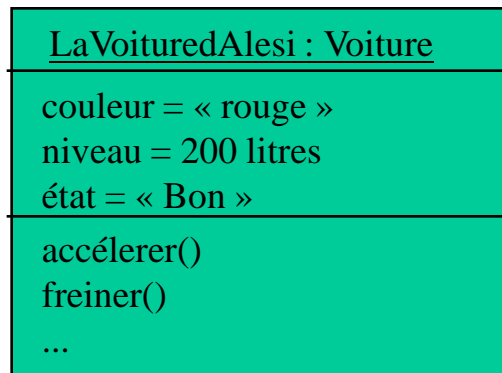 LaVoituredAlesi : Voiture
couleur = « rouge »
niveau = 200 litres
état = « Bon »
accélerer()
freiner()
...